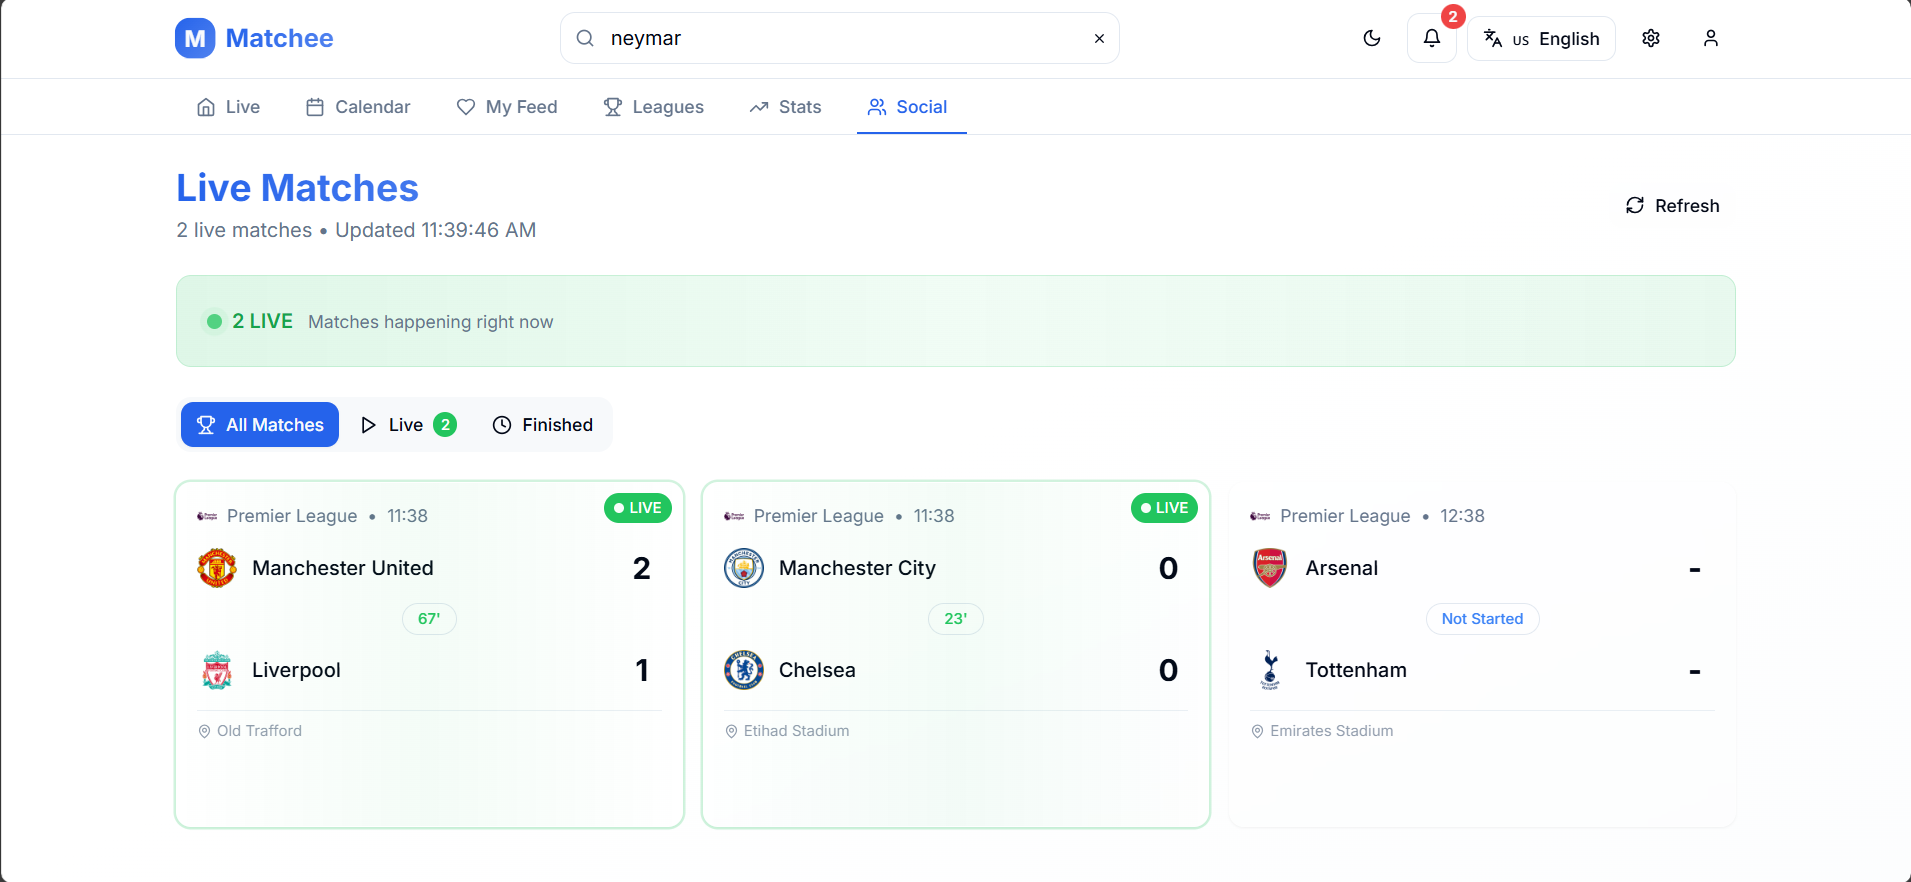 M Matchee
neymar
2
US English
Live
Calendar
My Feed
Leagues
Stats
Social
Live Matches
2 live matches • Updated 11:39:46 AM
Refresh
2 LIVE Matches happening right now
All Matches
Live 2
Finished
Premier League • 11:38
LIVE
Manchester United 2
67'
Liverpool 1
Old Trafford
Premier League • 11:38
LIVE
Manchester City 0
23'
Chelsea 0
Etihad Stadium
Premier League • 12:38
Arsenal -
Not Started
Tottenham -
Emirates Stadium